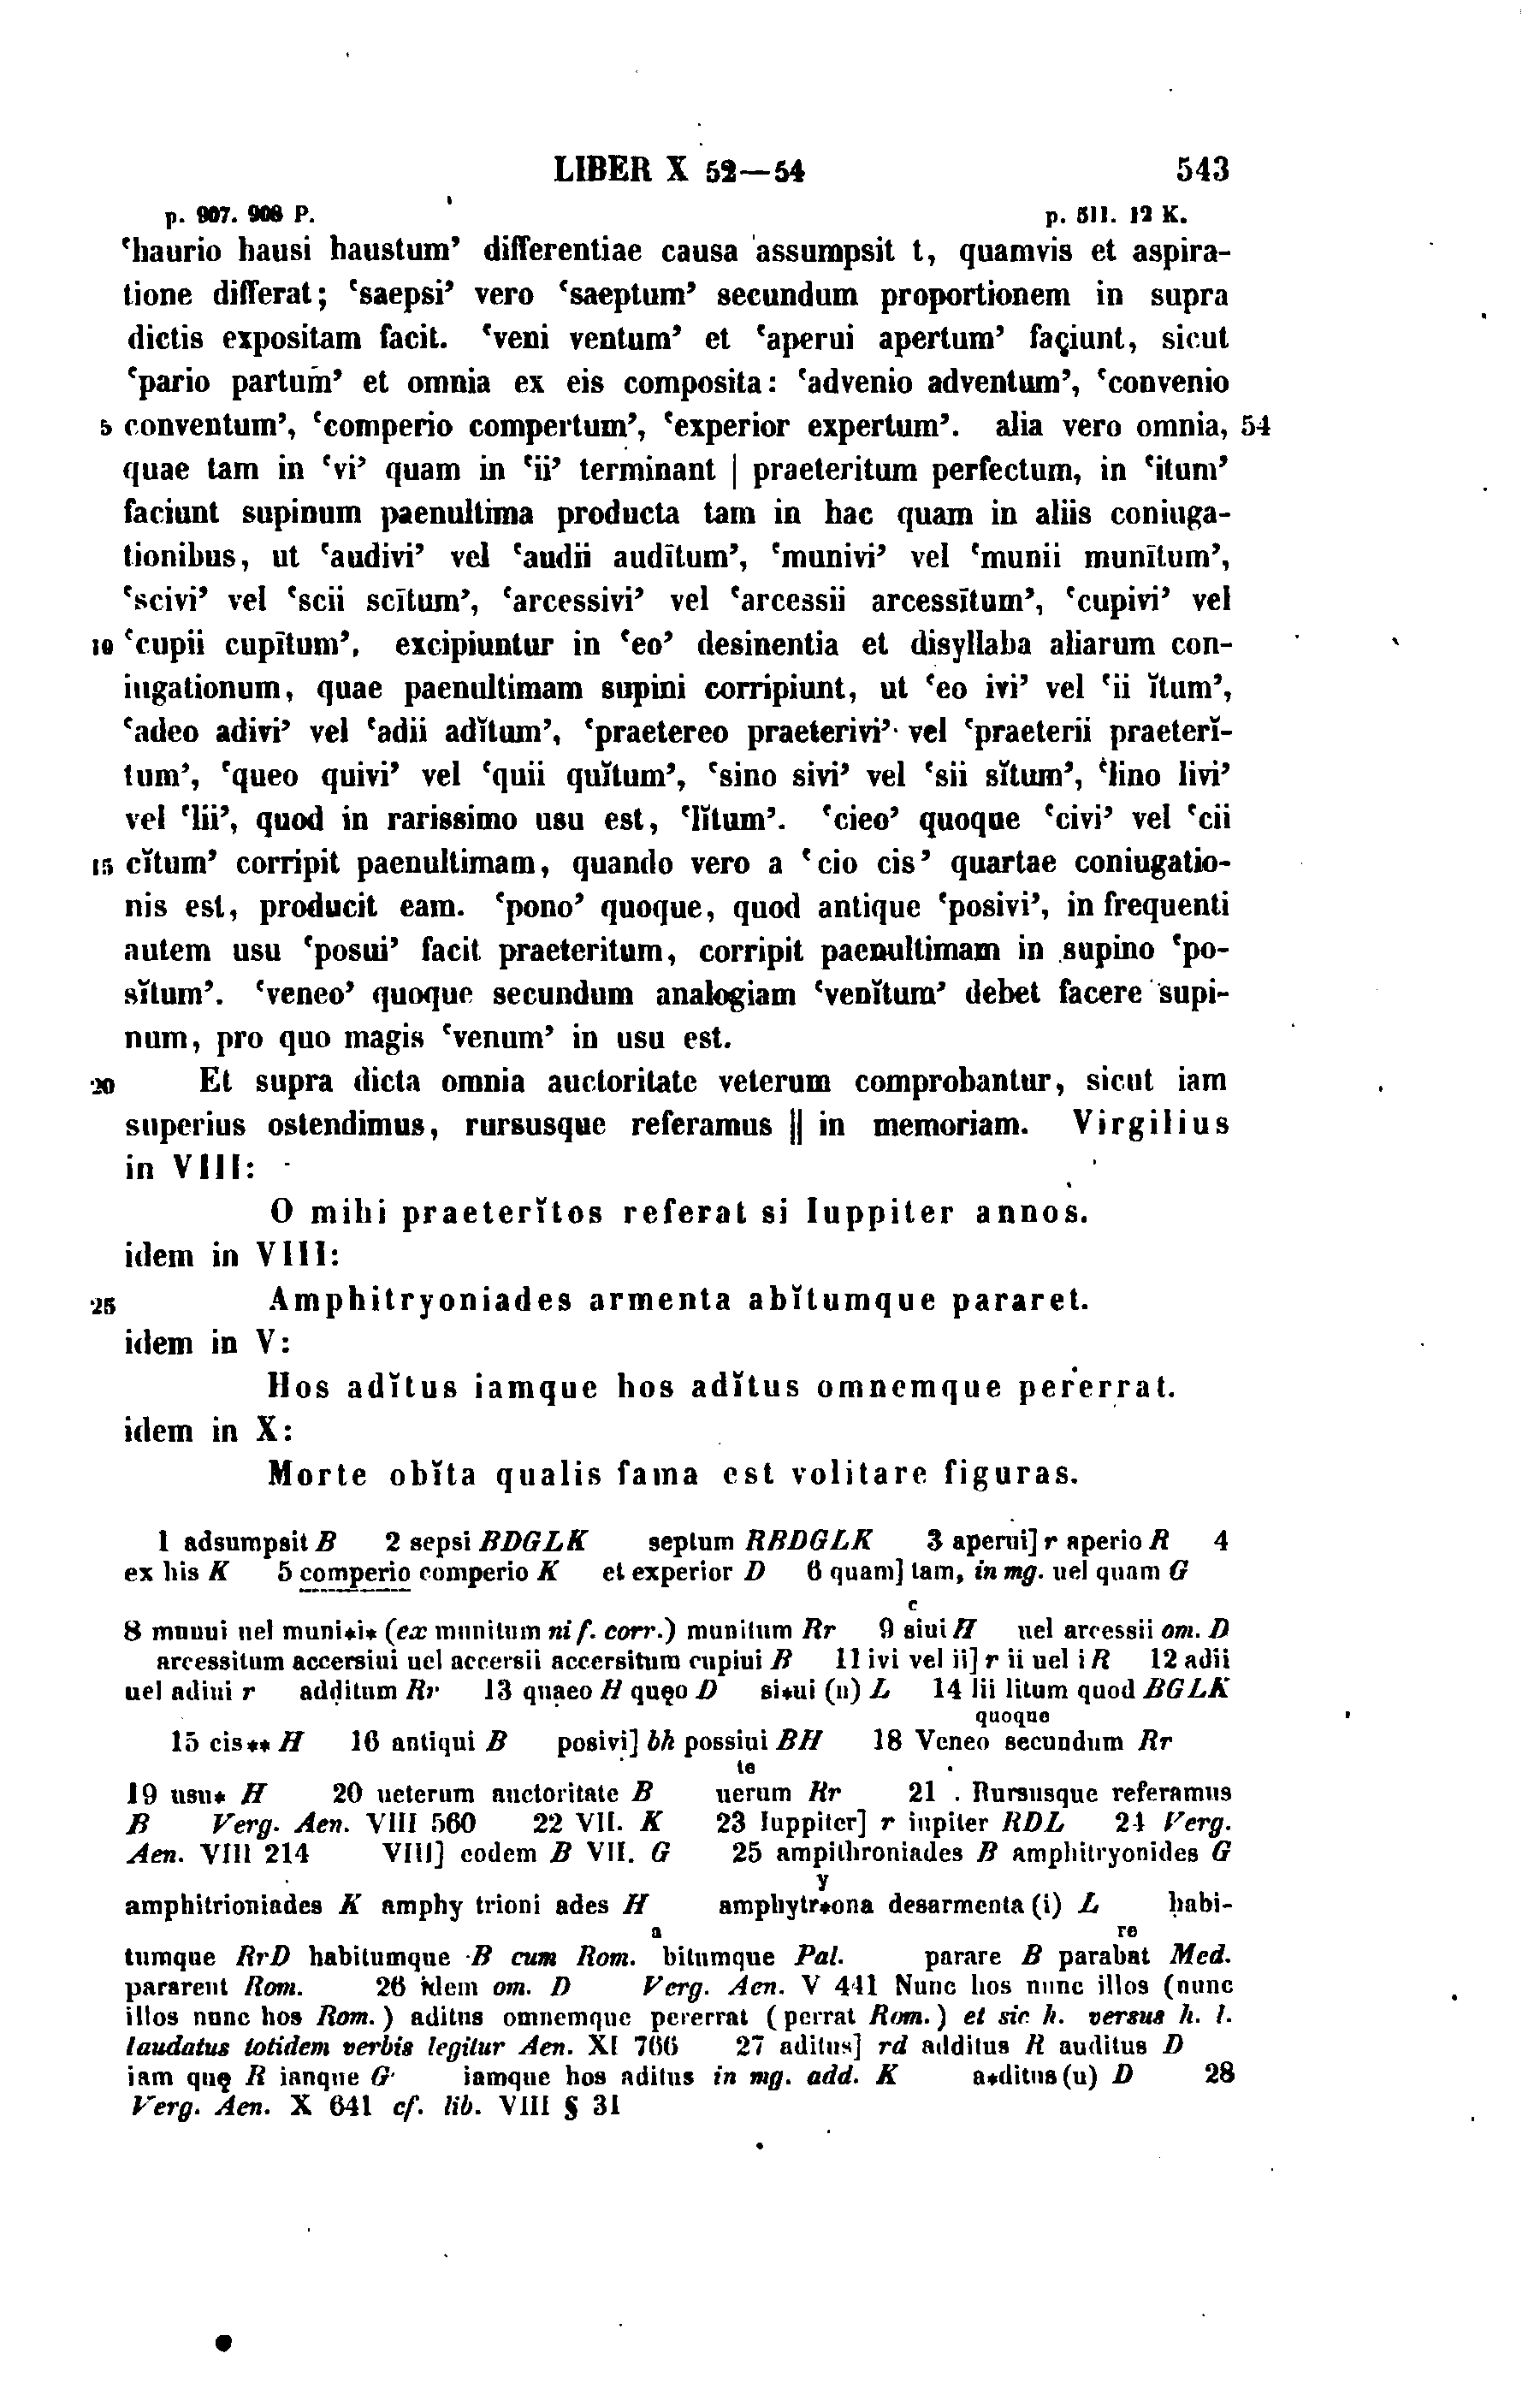 LIBER X 52—54 543
p. 907. 908 P. p. 511. 12 K.
‘haurio hausi haustum’ differentiae causa assumpsit t, quamvis et aspira-
tione differat; ‘saepsi’ vero ‘saeptum’ secundum proportionem in supra
dictis expositam facit. ‘veni ventum’ et ‘aperui apertum’ faciunt, sicut
‘pario partum’ et omnia ex eis composita: ‘advenio adventum’, ‘convenio
5 conventum’, ‘comperio compertum’, ‘experior expertum’. alia vero omnia, 54
quae tam in ‘vi’ quam in ‘ii’ terminant | praeteritum perfectum, in ‘itum’
faciunt supinum paenultima producta tam in hac quam in aliis coniuga-
tionibus, ut ‘audivi’ vel ‘audii audītum’, ‘munivi’ vel ‘munii munītum’,
‘scivi’ vel ‘scii scītum’, ‘arcessivi’ vel ‘arcessii arcessītum’, ‘cupivi’ vel
10 ‘cupii cupītum’. excipiuntur in ‘eo’ desinentia et disyllaba aliarum con-
iugationum, quae paenultimam supini corripiunt, ut ‘eo ivi’ vel ‘ii ĭtum’,
‘adeo adivi’ vel ‘adii adĭtum’, ‘praetereo praeterivi’ vel ‘praeterii praeterĭ-
tum’, ‘queo quivi’ vel ‘quii quĭtum’, ‘sino sivi’ vel ‘sii sĭtum’, ‘lino livi’
vel ‘lii’, quod in rarissimo usu est, ‘lĭtum’. ‘cieo’ quoque ‘civi’ vel ‘cii
15 cĭtum’ corripit paenultimam, quando vero a ‘cio cis’ quartae coniugatio-
nis est, producit eam. ‘pono’ quoque, quod antique ‘posivi’, in frequenti
autem usu ‘posui’ facit praeteritum, corripit paenultimam in supino ‘po-
sĭtum’. ‘veneo’ quoque secundum analogiam ‘venĭtum’ debet facere supi-
num, pro quo magis ‘venum’ in usu est.
20 Et supra dicta omnia auctoritate veterum comprobantur, sicut iam
superius ostendimus, rursusque referamus || in memoriam. Virgilius
in VIII:
O mihi praeterĭtos referat si Iuppiter annos.
idem in VIII:
25 Amphitryoniades armenta abĭtumque pararet.
idem in V:
Hos adĭtus iamque hos adĭtus omnemque pererrat.
idem in X:
Morte obĭta qualis fama est volitare figuras.
1 adsumpsit B 2 sepsi BDGLK septum RBDGLK 3 aperui] r aperio R 4
ex his K 5 comperio comperio K et experior D 6 quam] tam, in mg. uel quam G
c
8 munui uel muni*i* (ex munitum ni f. corr.) munitum Rr 9 siui H uel arcessii om. D
arcessitum accersiui uel accersii accersitum cupiui B 11 ivi vel ii] r ii uel i R 12 adii
uel adiui r additum Rr 13 quaeo H quęo D si*ui (u) L 14 lii litum quod BGLK
quoque
15 cis** H 16 antiqui B posivi] bh possiui BH 18 Veneo secundum Rr
te
19 usu* H 20 ueterum auctoritate B uerum Rr 21 . Rursusque referamus
B Verg. Aen. VIII 560 22 VII. K 23 Iuppiter] r iupiter RDL 24 Verg.
Aen. VIII 214 VIII] eodem B VII. G 25 ampithroniades B amphitryonides G
y
amphitrioniades K amphy trioni ades H amphytr*ona desarmenta (i) L habi-
a re
tumque RrD habitumque B cum Rom. bitumque Pal. parare B parabat Med.
pararent Rom. 26 idem om. D Verg. Aen. V 441 Nunc hos nunc illos (nunc
illos nunc hos Rom.) aditus omnemque pererrat (perrat Rom.) et sic h. versus h. l.
laudatus totidem verbis legitur Aen. XI 766 27 aditus] rd additus R auditus D
iam quę R ianque G iamque hos aditus in mg. add. K a*ditus (u) D 28
Verg. Aen. X 641 cf. lib. VIII § 31